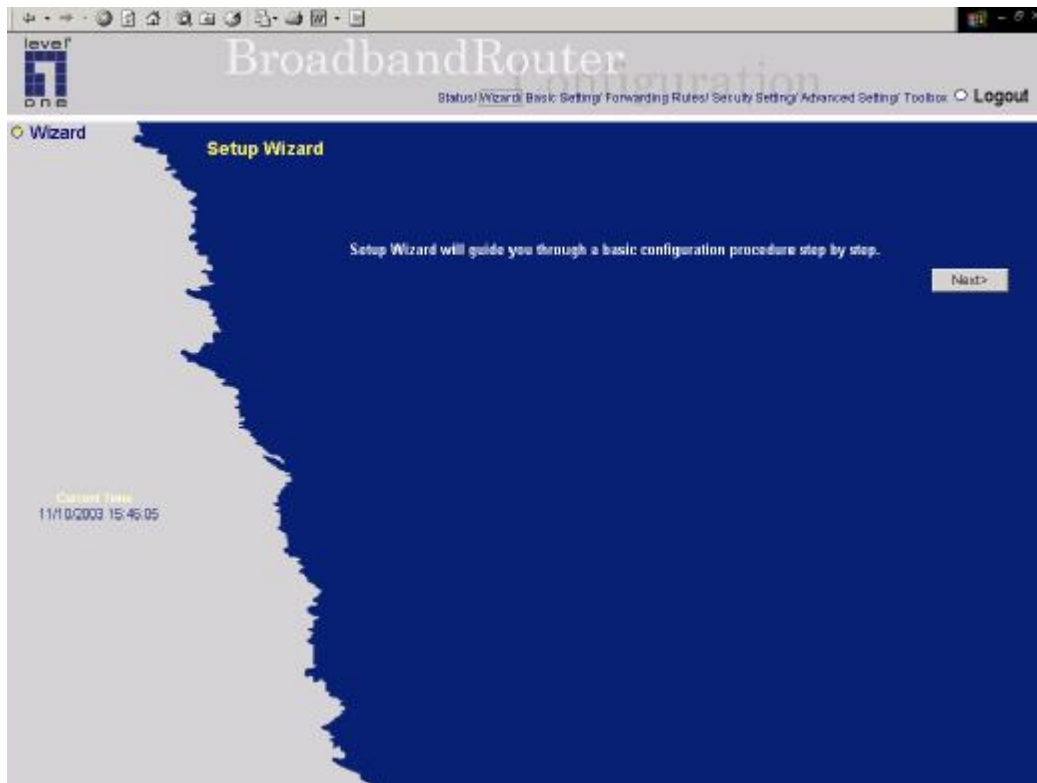 level
one
BroadbandRouter
Configuration
Status/ Wizard/ Basic Setting/ Forwarding Rules/ Security Setting/ Advanced Setting/ Toolbox Logout
Wizard
Setup Wizard
Setup Wizard will guide you through a basic configuration procedure step by step.
Next>
Current Time
11/10/2003 15:46:05